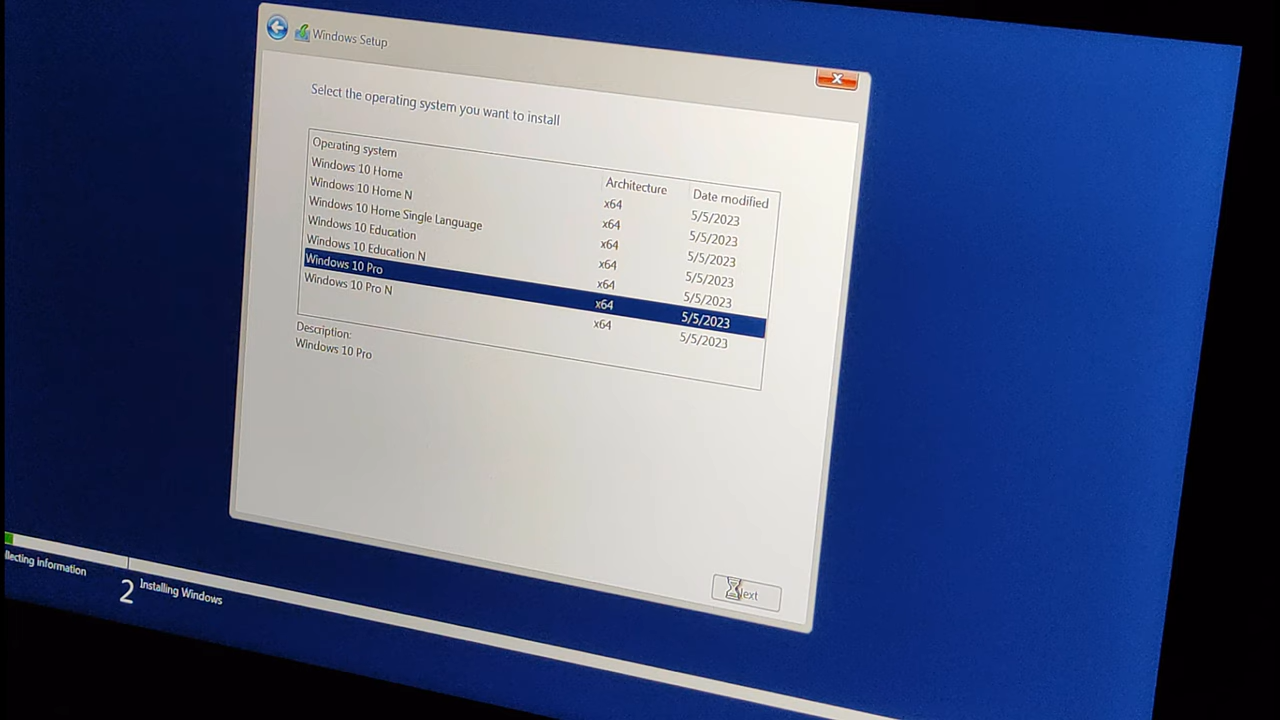 Windows Setup
Select the operating system you want to install
Operating system Architecture Date modified
Windows 10 Home x64 5/5/2023
Windows 10 Home N x64 5/5/2023
Windows 10 Home Single Language x64 5/5/2023
Windows 10 Education x64 5/5/2023
Windows 10 Education N x64 5/5/2023
Windows 10 Pro x64 5/5/2023
Windows 10 Pro N x64 5/5/2023
Description:
Windows 10 Pro
ext
llecting information
2 Installing Windows